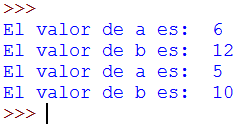 >>>
El valor de a es:  6
El valor de b es:  12
El valor de a es:  5
El valor de b es:  10
>>>